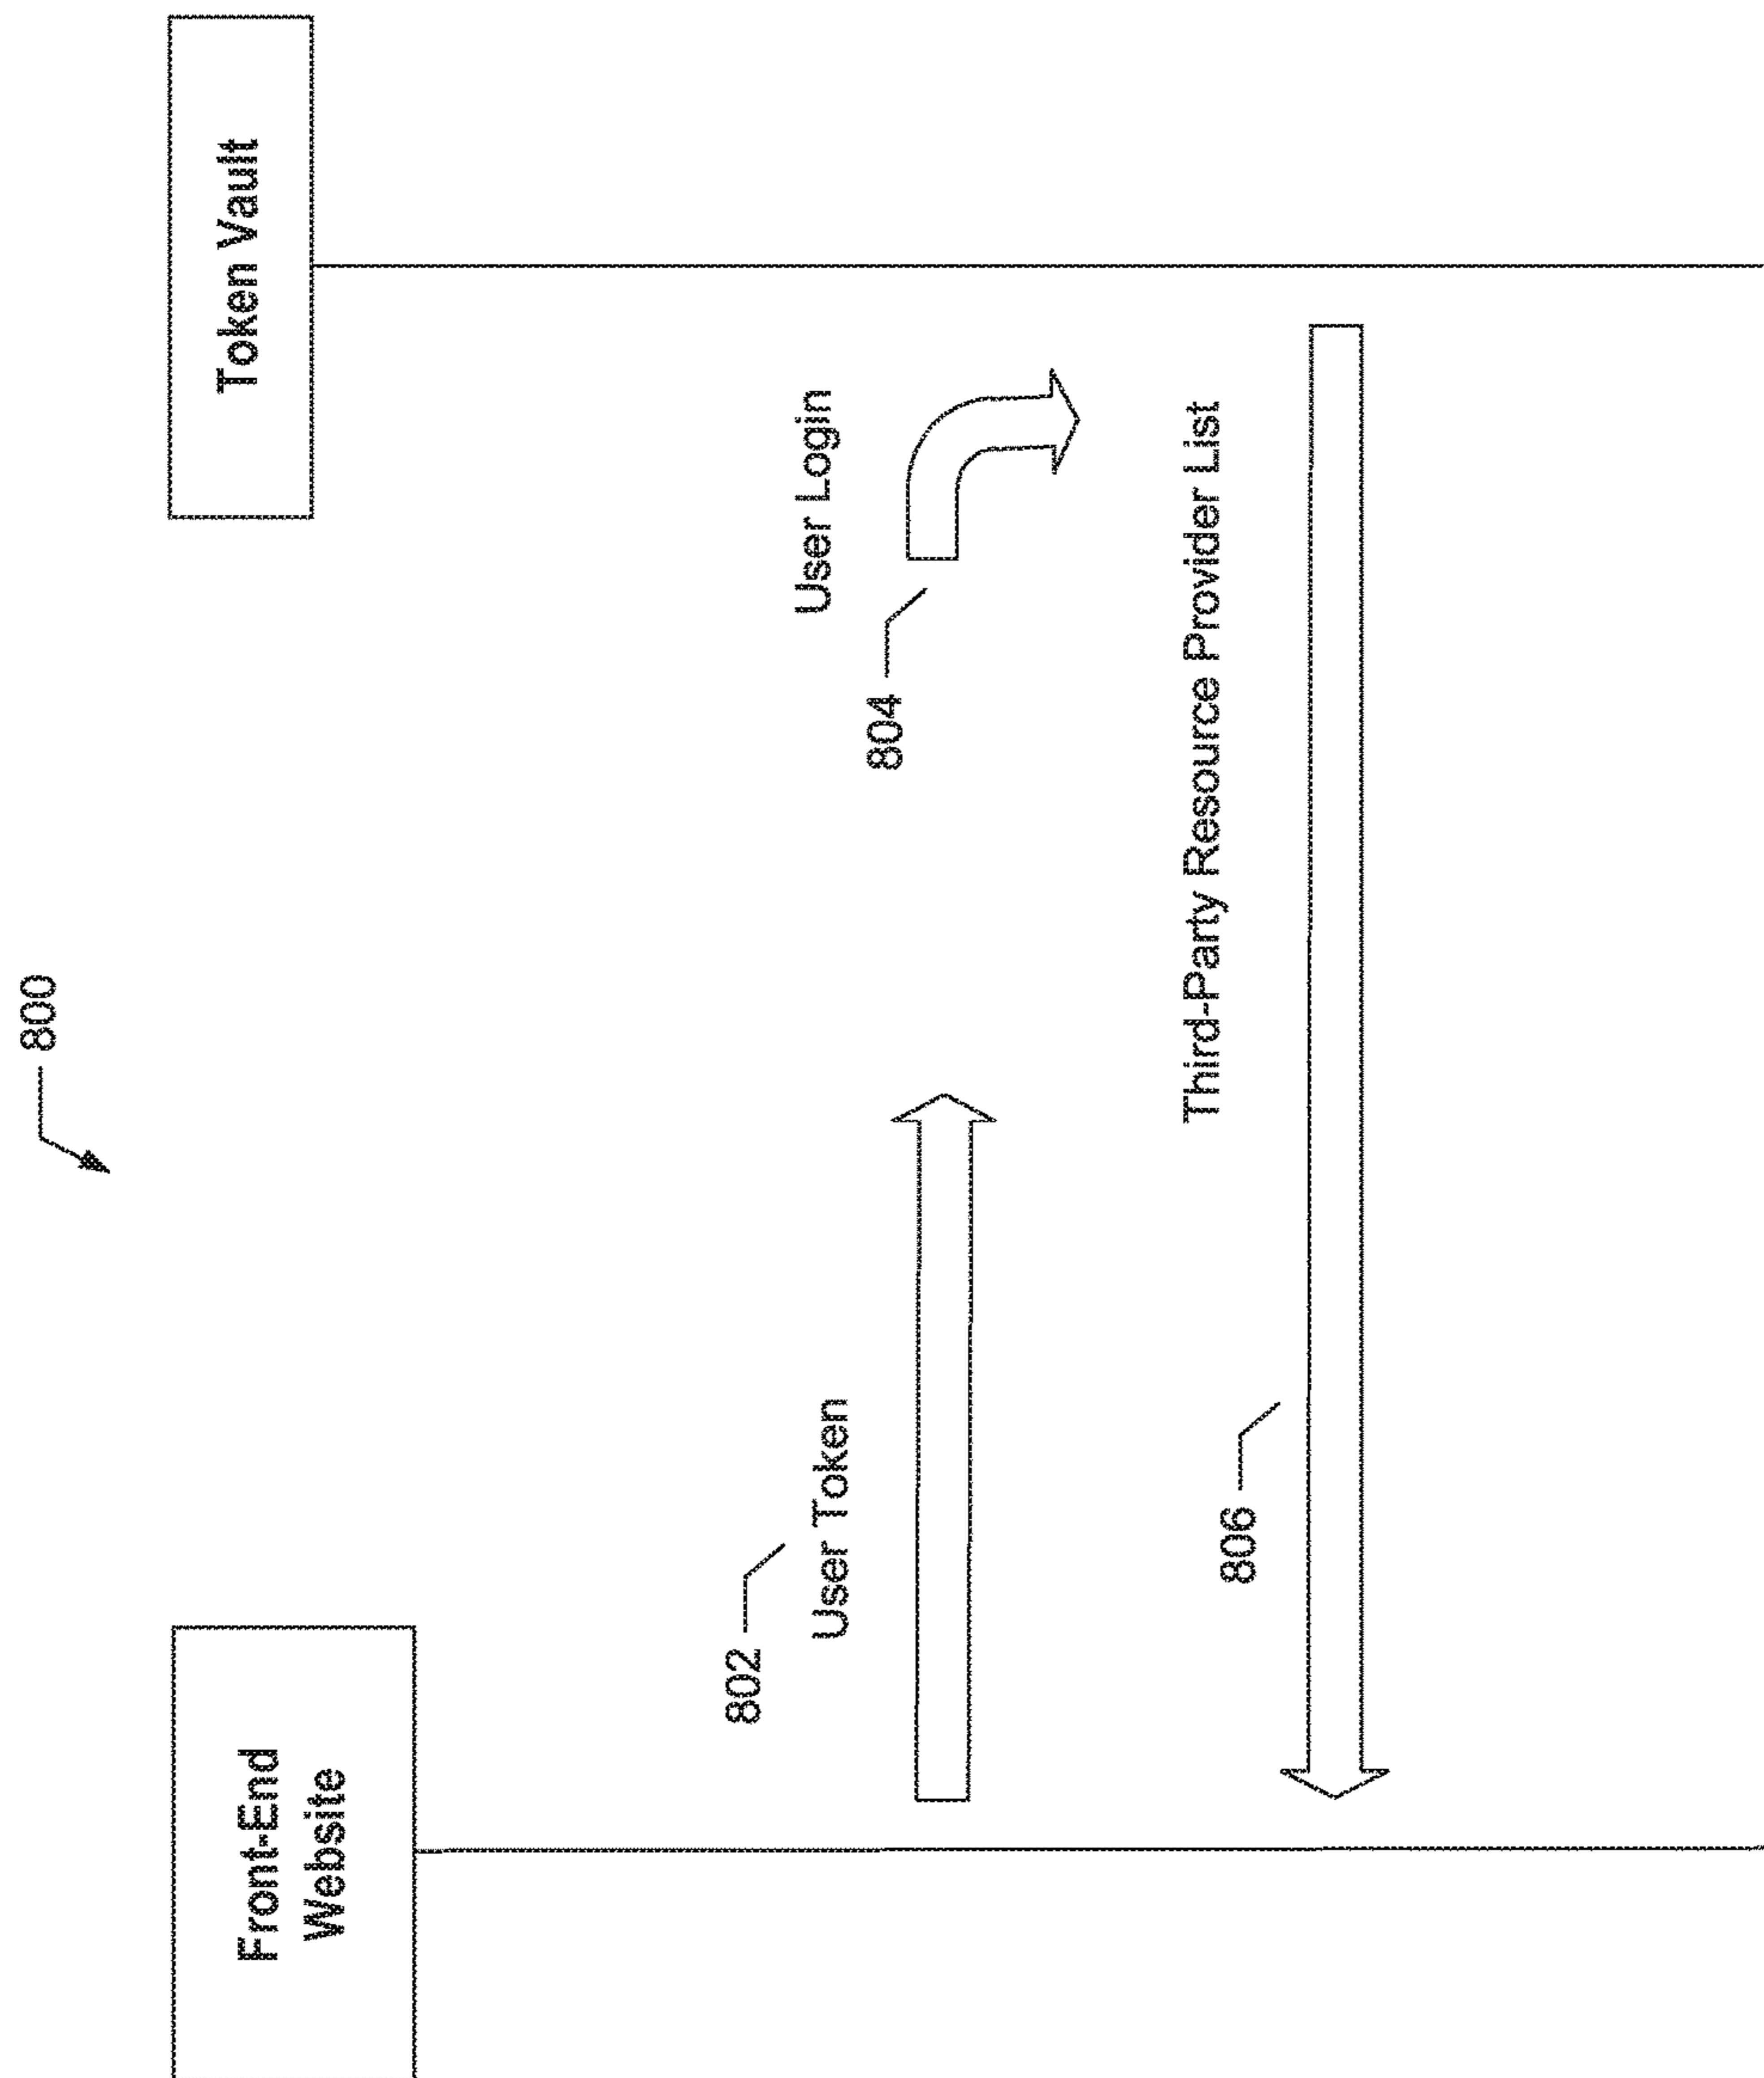 800
Front-End
Website
Token Vault
802
User Token
User Login
804
Third-Party Resource Provider List
806